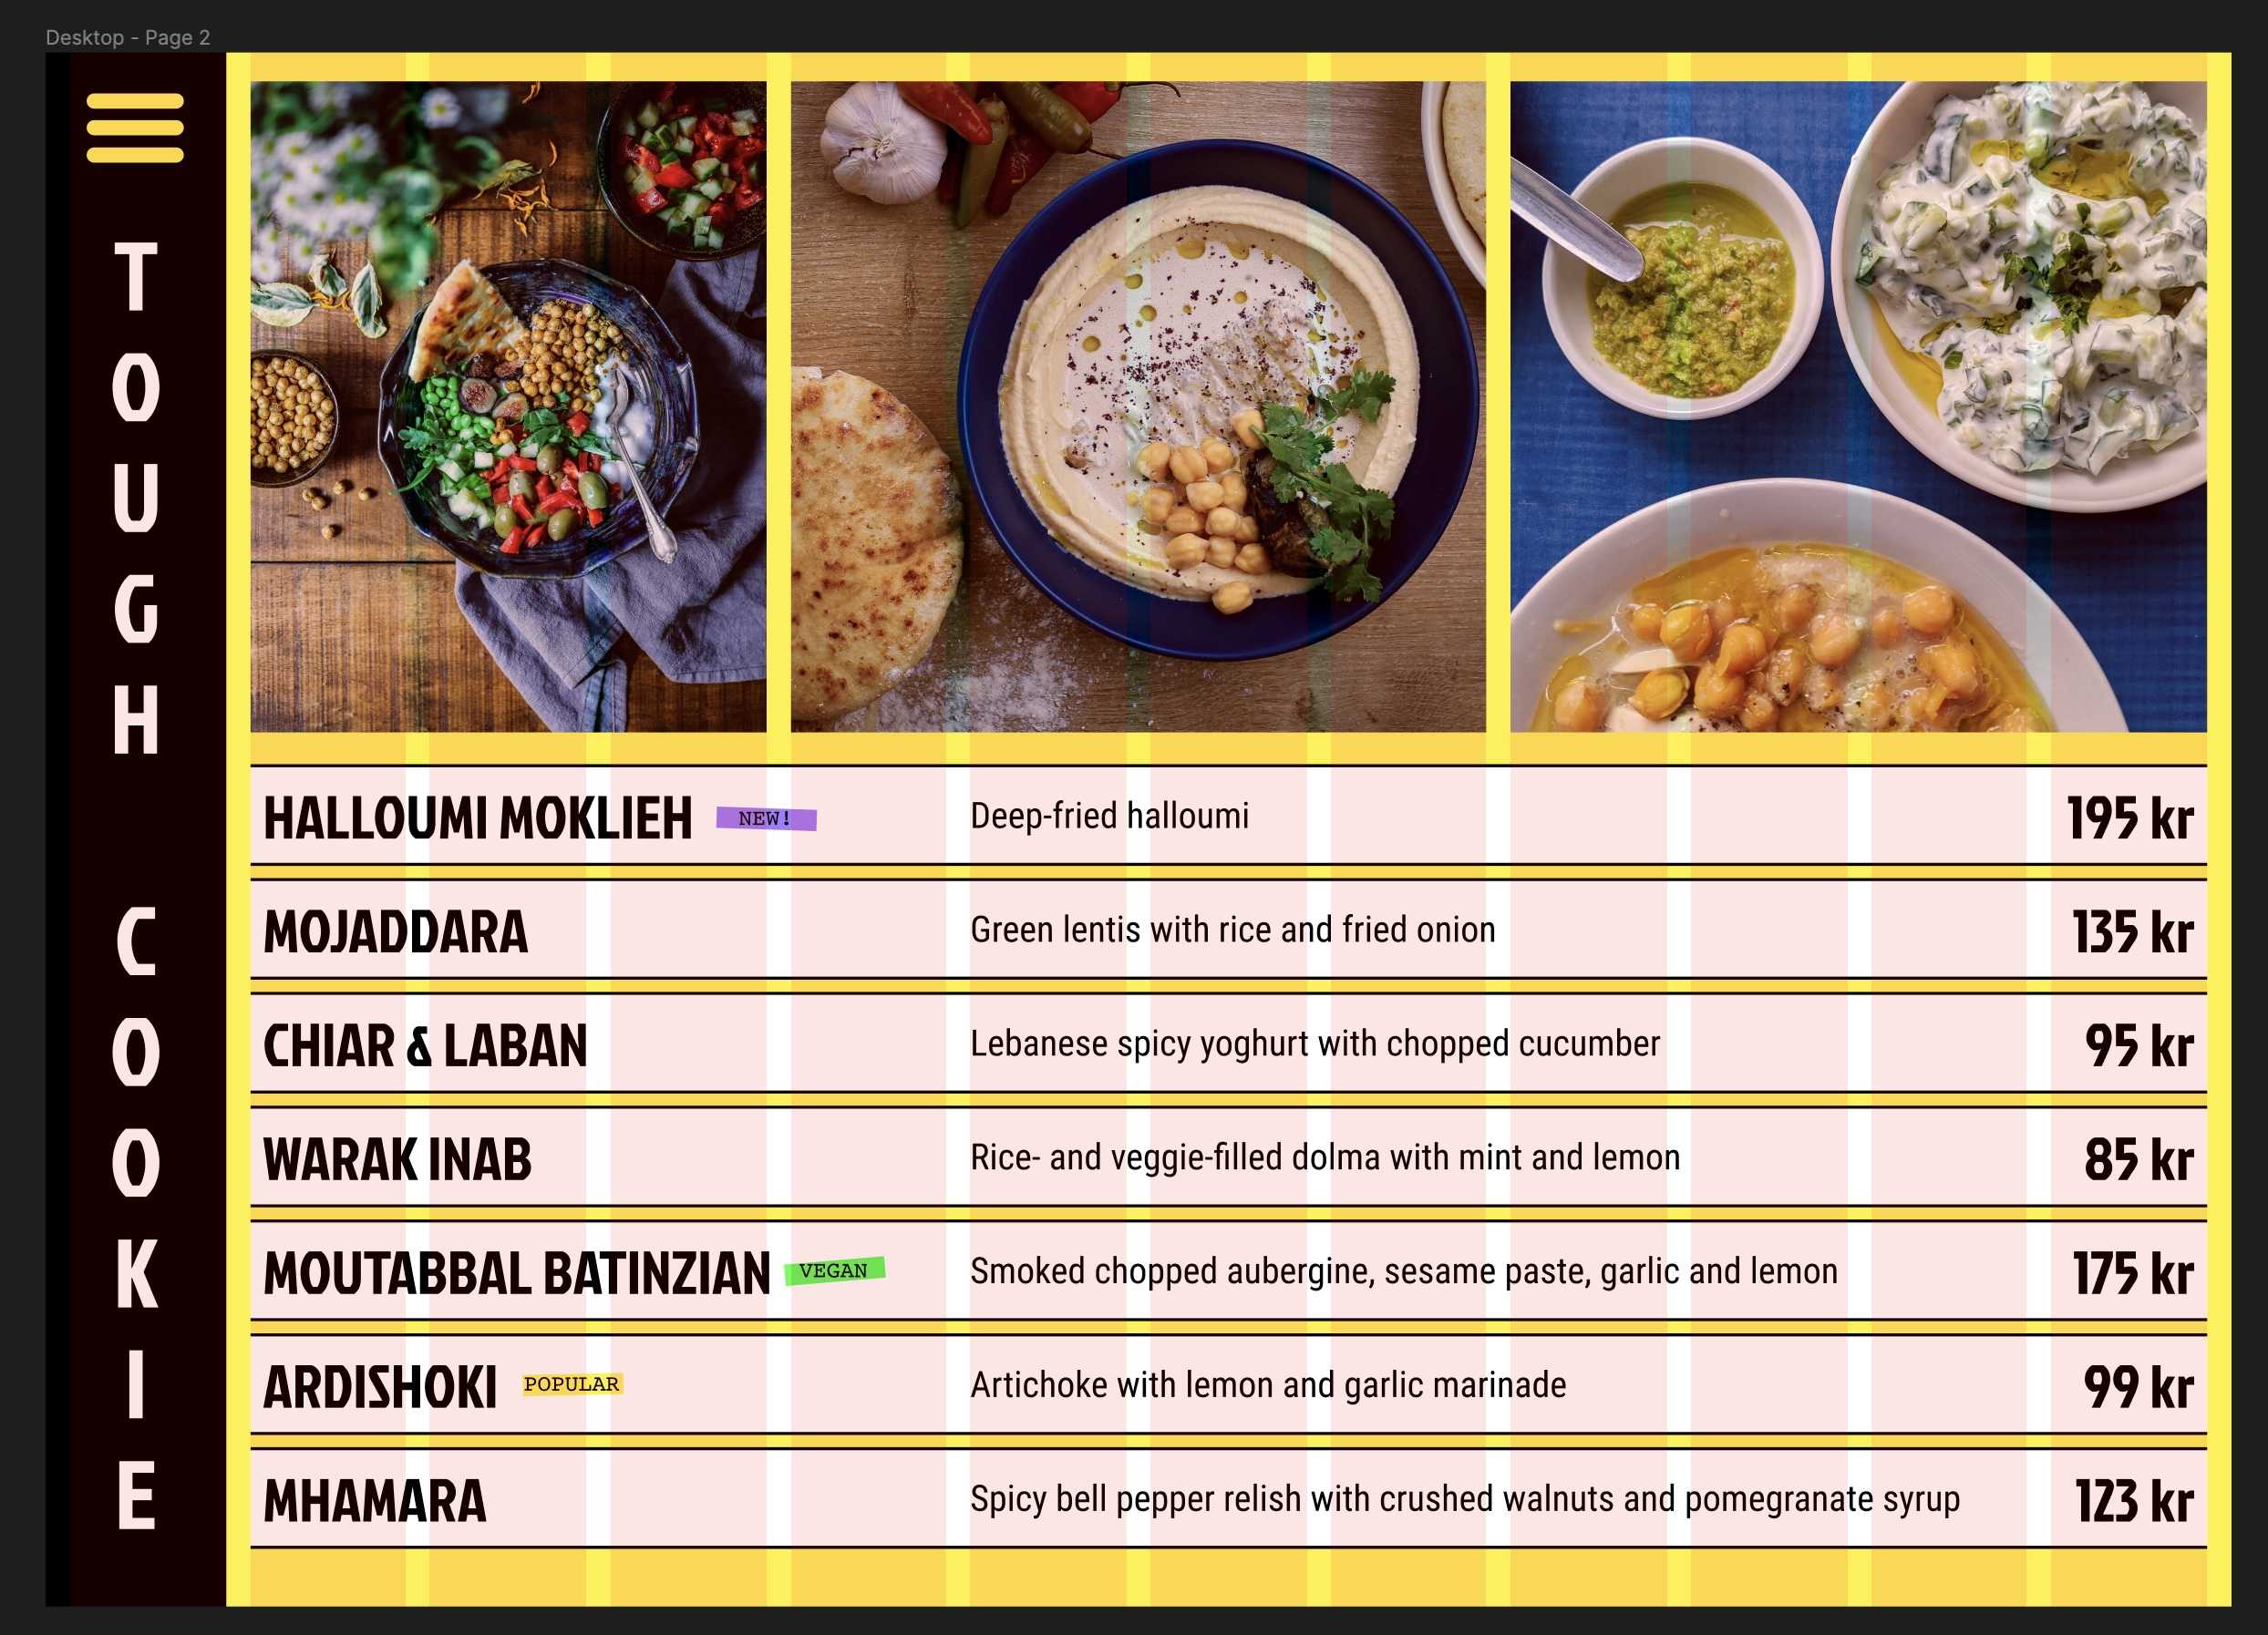 Desktop - Page 2
TOUGH COOKIE
HALLOUMI MOKLIEH NEW! Deep-fried halloumi 195 kr
MOJADDARA Green lentis with rice and fried onion 135 kr
CHIAR & LABAN Lebanese spicy yoghurt with chopped cucumber 95 kr
WARAK INAB Rice- and veggie-filled dolma with mint and lemon 85 kr
MOUTABBAL BATINZIAN VEGAN Smoked chopped aubergine, sesame paste, garlic and lemon 175 kr
ARDISHOKI POPULAR Artichoke with lemon and garlic marinade 99 kr
MHAMARA Spicy bell pepper relish with crushed walnuts and pomegranate syrup 123 kr